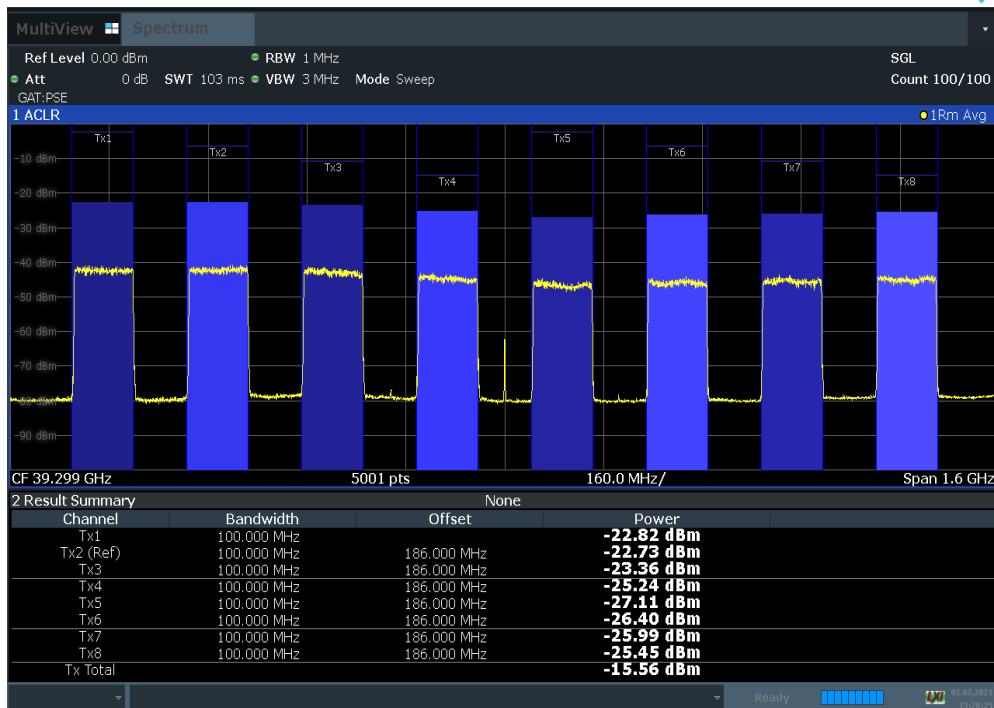 MultiView Spectrum
Ref Level 0.00 dBm RBW 1 MHz SGL
Att 0 dB SWT 103 ms VBW 3 MHz Mode Sweep Count 100/100
GAT:PSE
1 ACLR 1Rm Avg
Tx1 Tx5
Tx2 Tx6
-10 dBm
Tx3 Tx7
Tx4 Tx8
-20 dBm
-30 dBm
-40 dBm
-50 dBm
-60 dBm
-70 dBm
-80 dBm
-90 dBm
CF 39.299 GHz 5001 pts 160.0 MHz/ Span 1.6 GHz
2 Result Summary None
Channel Bandwidth Offset Power
Tx1 100.000 MHz -22.82 dBm
Tx2 (Ref) 100.000 MHz 186.000 MHz -22.73 dBm
Tx3 100.000 MHz 186.000 MHz -23.36 dBm
Tx4 100.000 MHz 186.000 MHz -25.24 dBm
Tx5 100.000 MHz 186.000 MHz -27.11 dBm
Tx6 100.000 MHz 186.000 MHz -26.40 dBm
Tx7 100.000 MHz 186.000 MHz -25.99 dBm
Tx8 100.000 MHz 186.000 MHz -25.45 dBm
Tx Total -15.56 dBm
Ready LXI 02.02.2021